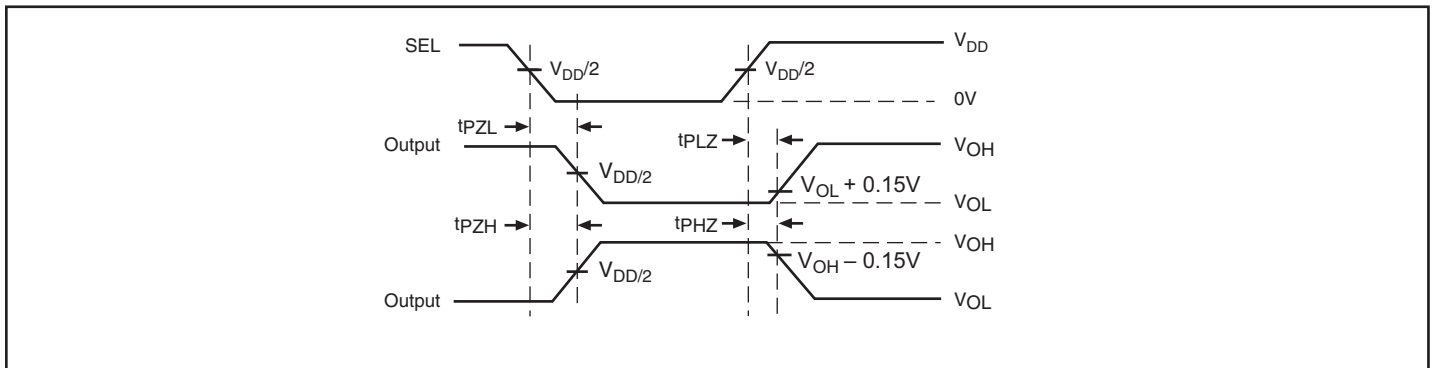 SEL
VDD/2
VDD/2
VDD
0V
tPZL
tPLZ
Output
VDD/2
VOH
VOL + 0.15V
VOL
tPZH
tPHZ
VOH
VOH – 0.15V
VDD/2
Output
VOL